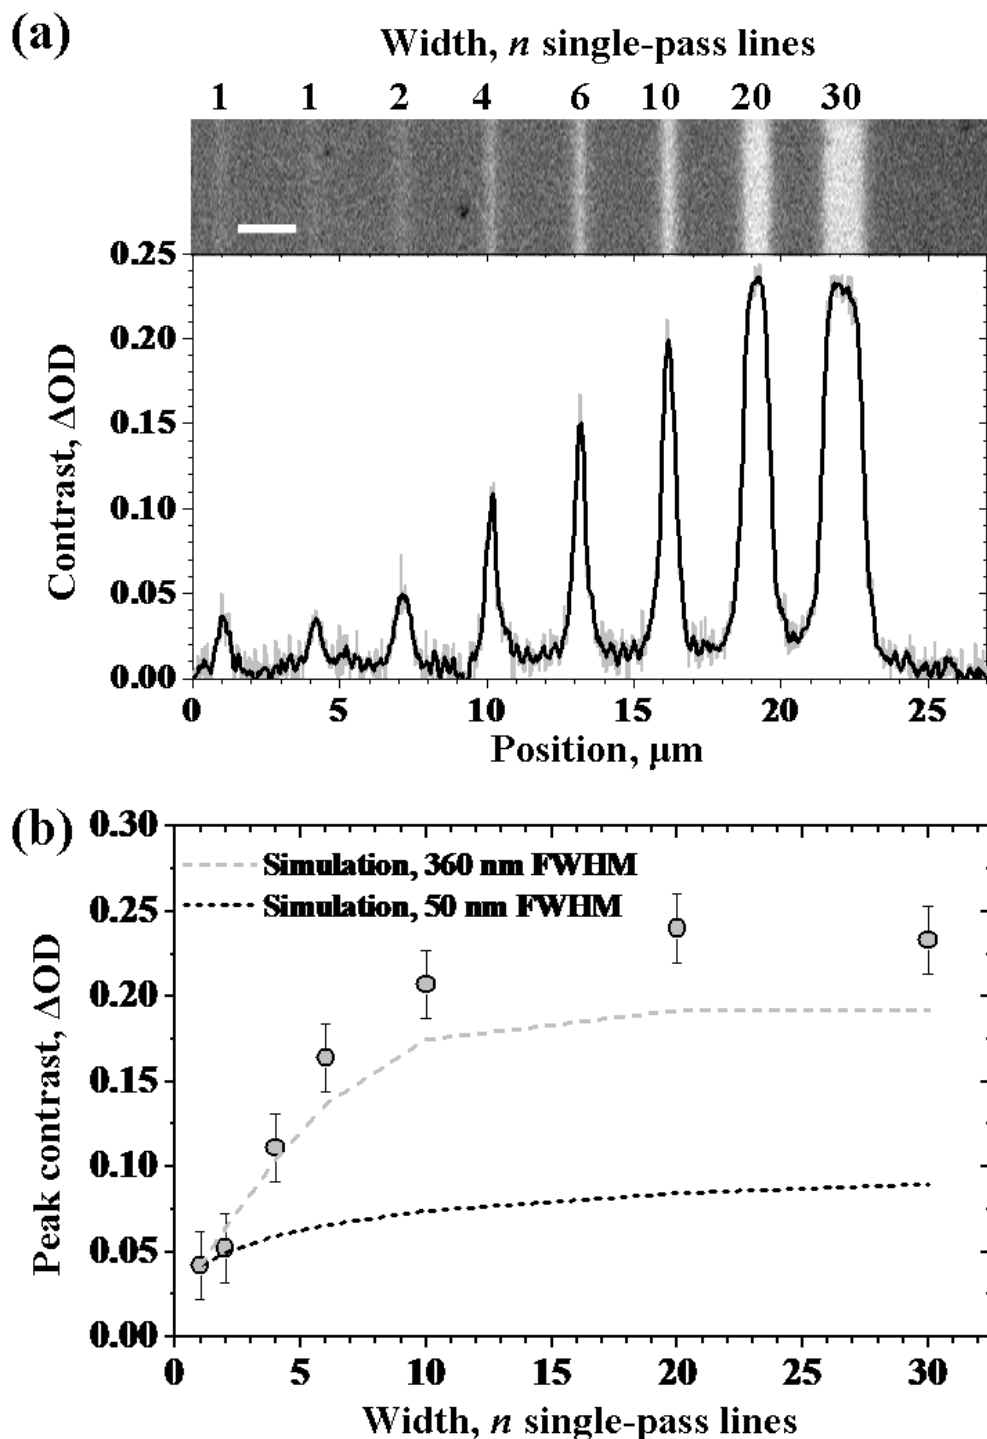 (a)
Width, n single-pass lines
1 1 2 4 6 10 20 30
0.25
0.20
0.15
0.10
0.05
0.00
Contrast, ΔOD
0 5 10 15 20 25
Position, μm
(b)
0.30
0.25
0.20
0.15
0.10
0.05
0.00
Peak contrast, ΔOD
Simulation, 360 nm FWHM
Simulation, 50 nm FWHM
0 5 10 15 20 25 30
Width, n single-pass lines